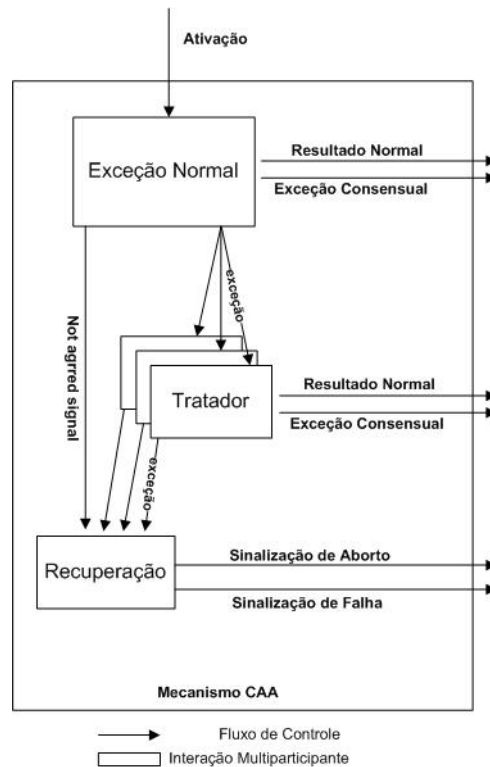 Ativação
Exceção Normal
Resultado Normal
Exceção Consensual
exceção
Not agrred signal
Tratador
Resultado Normal
Exceção Consensual
exceção
Recuperação
Sinalização de Aborto
Sinalização de Falha
Mecanismo CAA
Fluxo de Controle
Interação Multiparticipante